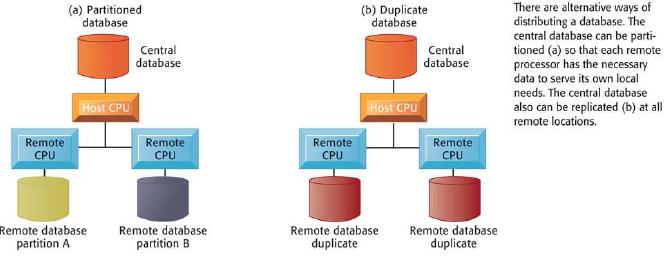 (a) Partitioned
database
Central
database
Host CPU
Remote
CPU
Remote
CPU
Remote database
partition A
Remote database
partition B
(b) Duplicate
database
Central
database
Host CPU
Remote
CPU
Remote
CPU
Remote database
duplicate
Remote database
duplicate
There are alternative ways of
distributing a database. The
central database can be parti-
tioned (a) so that each remote
processor has the necessary
data to serve its own local
needs. The central database
also can be replicated (b) at all
remote locations.